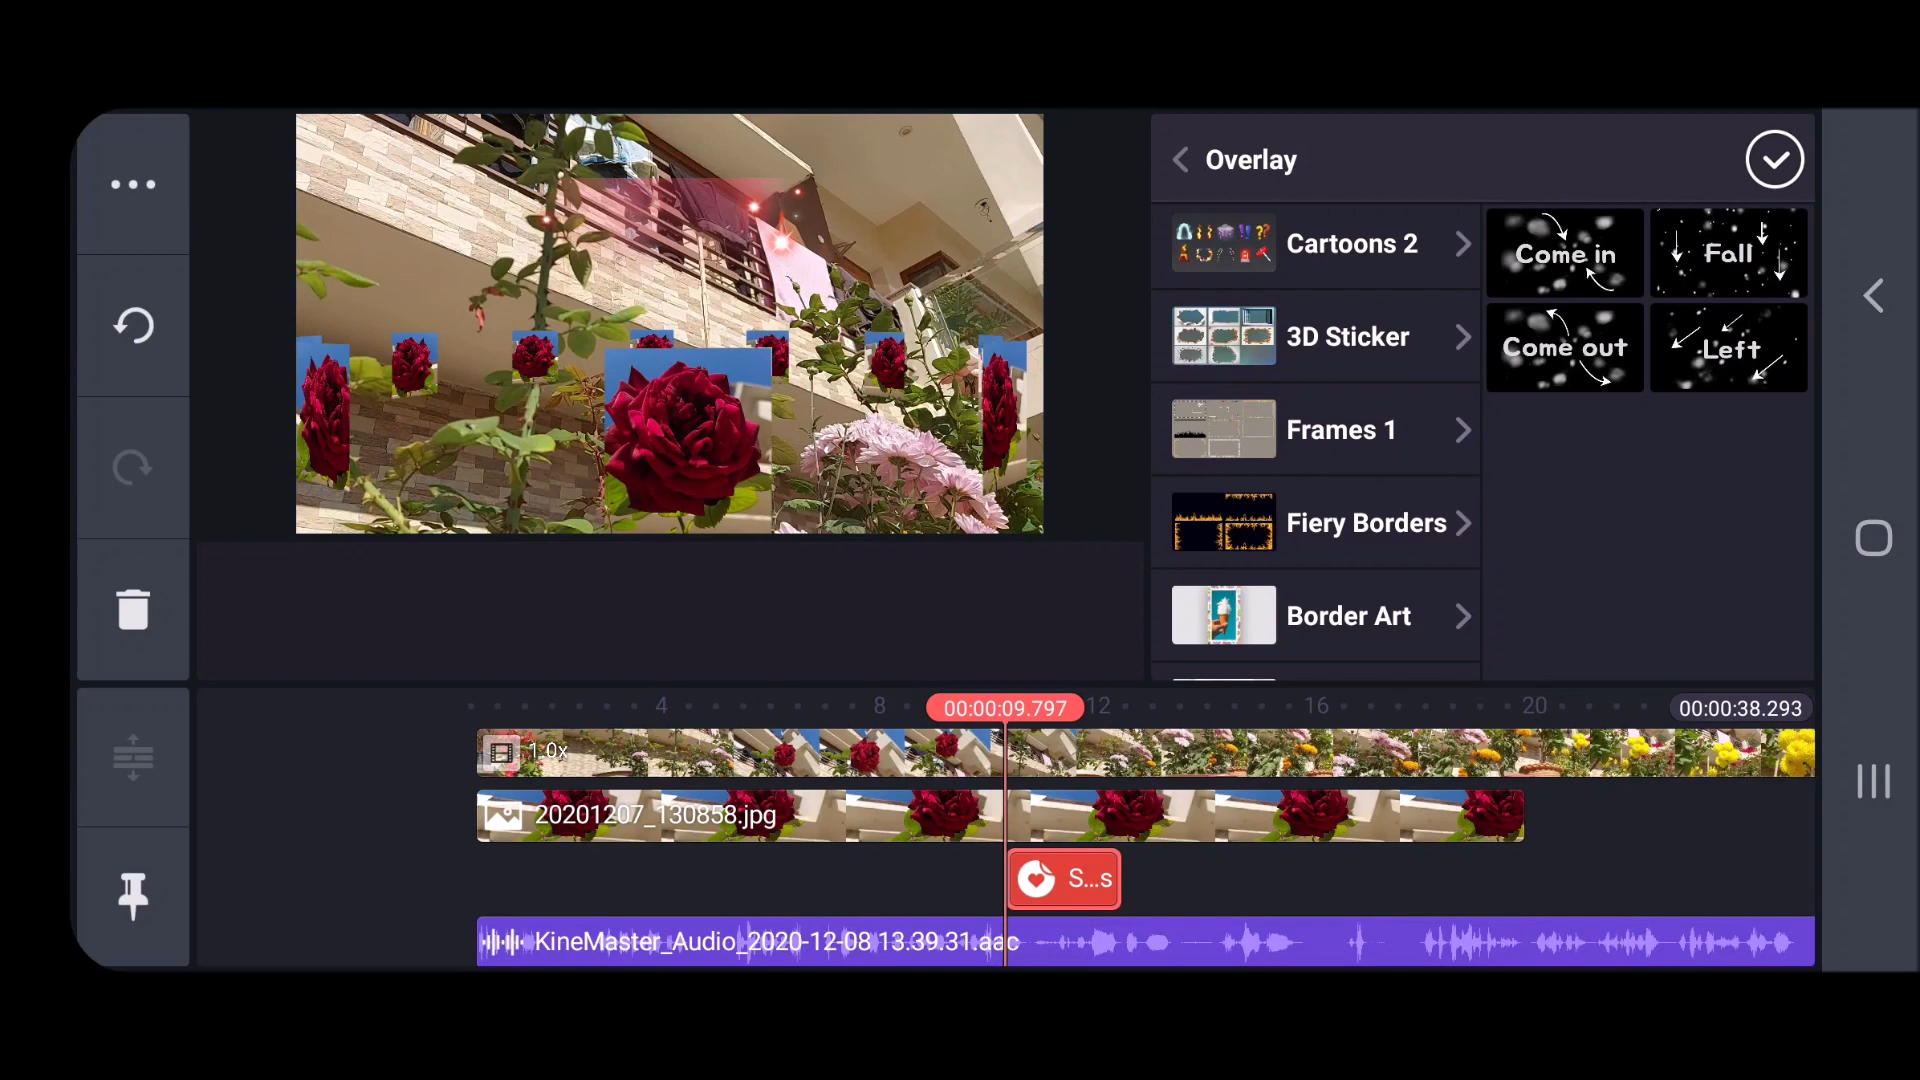 Overlay
Cartoons 2
3D Sticker
Frames 1
Fiery Borders
Border Art
Come in
Fall
Come out
Left
4
8
00:00:09.797
12
16
20
00:00:38.293
1.0x
20201207_130858.jpg
S...s
KineMaster_Audio_2020-12-08 13.39.31.aac